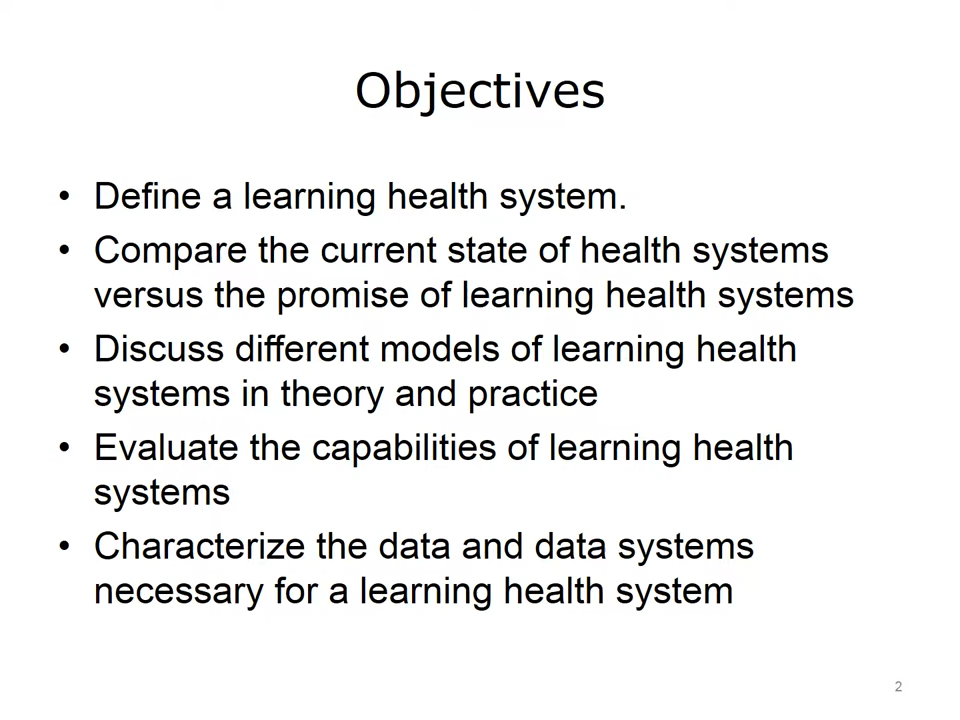 Objectives
• Define a learning health system.
• Compare the current state of health systems
versus the promise of learning health systems
• Discuss different models of learning health
systems in theory and practice
• Evaluate the capabilities of learning health
systems
• Characterize the data and data systems
necessary for a learning health system
2